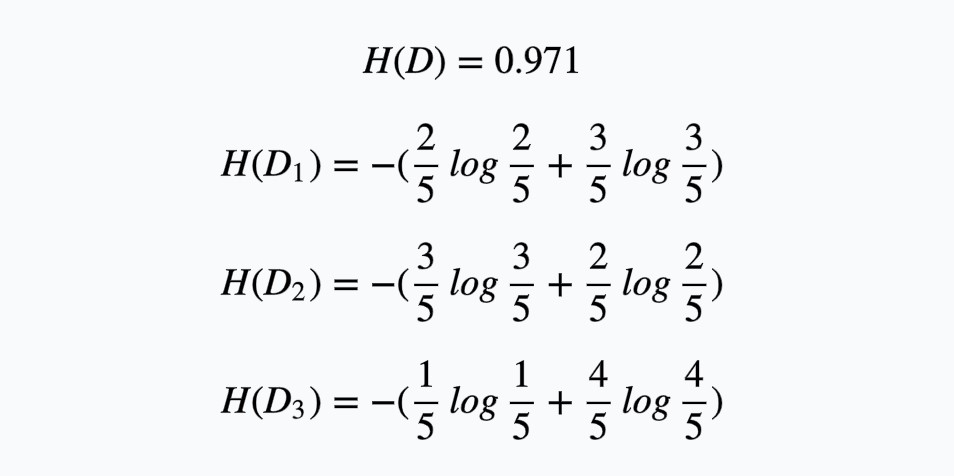 H(D) = 0.971
H(D₁) = −(2/5 log 2/5 + 3/5 log 3/5)
H(D₂) = −(3/5 log 3/5 + 2/5 log 2/5)
H(D₃) = −(1/5 log 1/5 + 4/5 log 4/5)